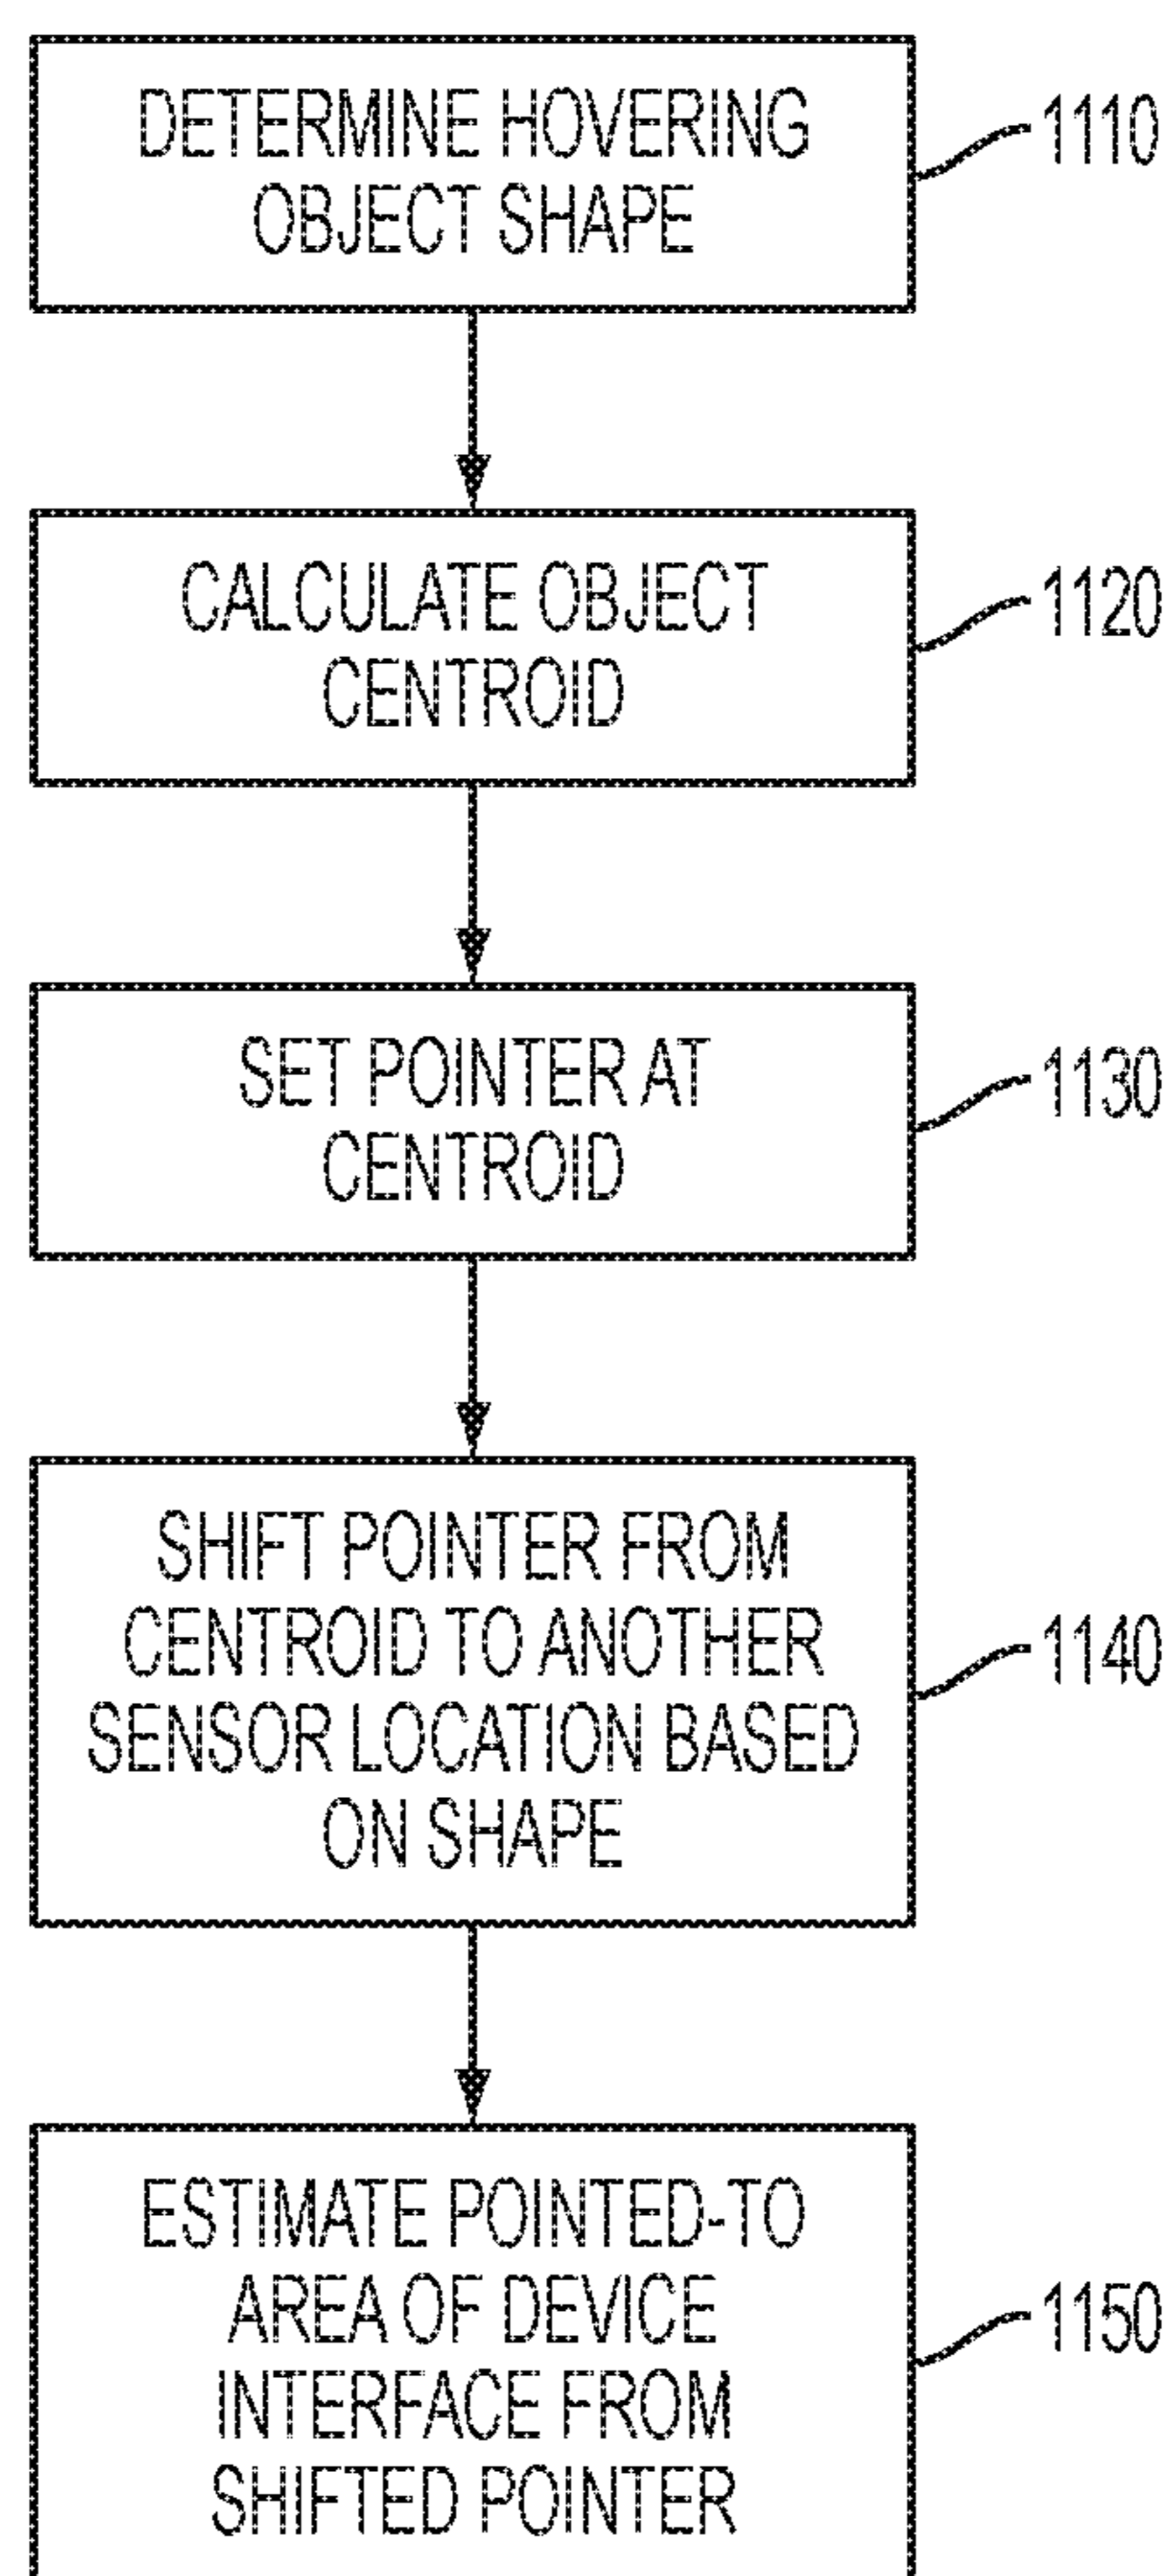 DETERMINE HOVERING
OBJECT SHAPE
1110
CALCULATE OBJECT
CENTROID
1120
SET POINTER AT
CENTROID
1130
SHIFT POINTER FROM
CENTROID TO ANOTHER
SENSOR LOCATION BASED
ON SHAPE
1140
ESTIMATE POINTED-TO
AREA OF DEVICE
INTERFACE FROM
SHIFTED POINTER
1150